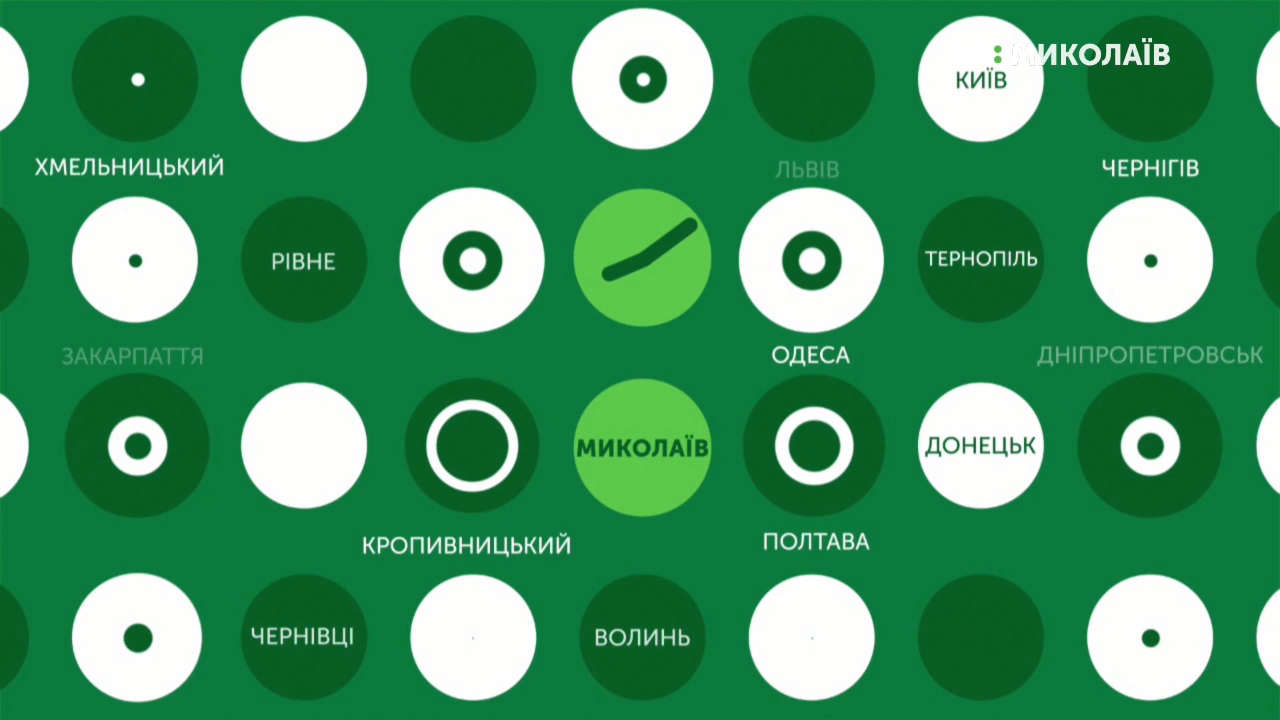 МИКОЛАЇВ
КИЇВ
ХМЕЛЬНИЦЬКИЙ
ЛЬВІВ
ЧЕРНІГІВ
РІВНЕ
ТЕРНОПІЛЬ
ЗАКАРПАТТЯ
ОДЕСА
ДНІПРОПЕТРОВСЬК
МИКОЛАЇВ
ДОНЕЦЬК
КРОПИВНИЦЬКИЙ
ПОЛТАВА
ЧЕРНІВЦІ
ВОЛИНЬ